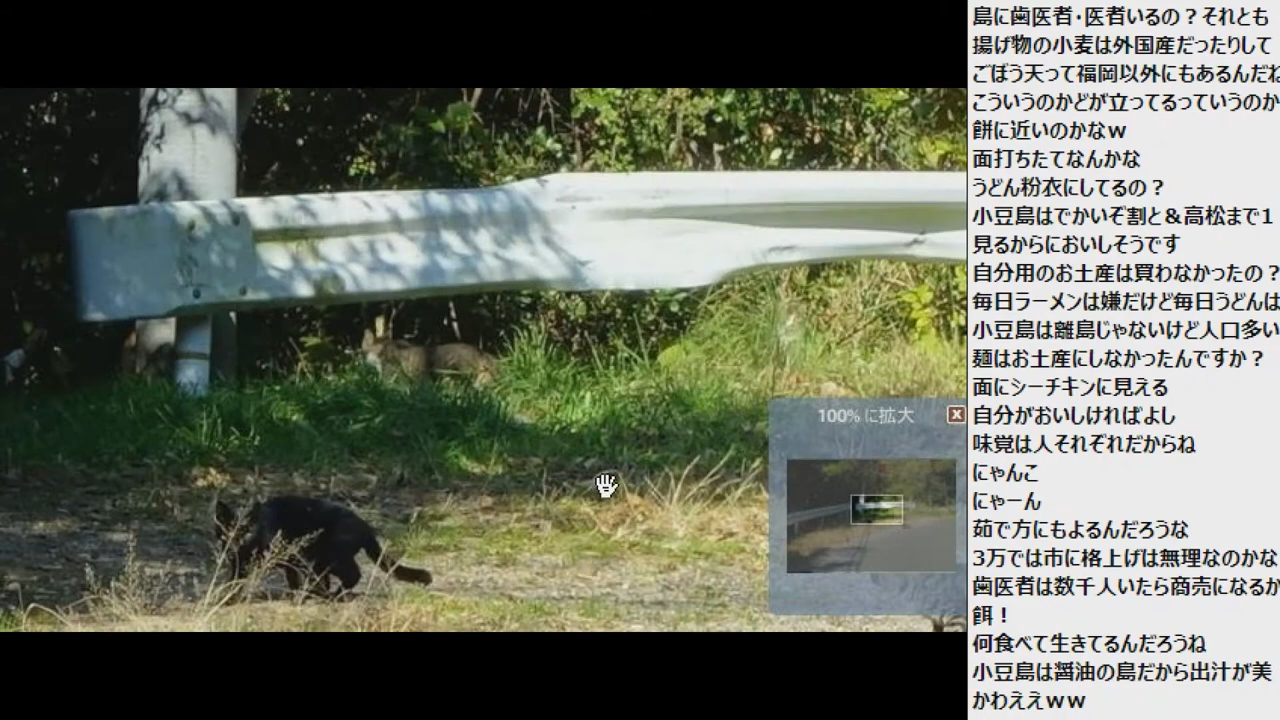 島に歯医者・医者いるの？それとも
揚げ物の小麦は外国産だったりして
ごぼう天って福岡以外にもあるんだね
こういうのかどが立ってるっていうのか
餅に近いのかなｗ
面打ちたてなんかな
うどん粉衣にしてるの？
小豆島はでかいぞ割と＆高松まで1
見るからにおいしそうです
自分用のお土産は買わなかったの？
毎日ラーメンは嫌だけど毎日うどんは
小豆島は離島じゃないけど人口多い
麺はお土産にしなかったんですか？
面にシーチキンに見える
100% に拡大
自分がおいしければよし
味覚は人それぞれだからね
にゃんこ
にゃーん
茹で方にもよるんだろうな
3万では市に格上げは無理なのかな
歯医者は数千人いたら商売になるか
餌！
何食べて生きてるんだろうね
小豆島は醤油の島だから出汁が美
かわええｗｗ